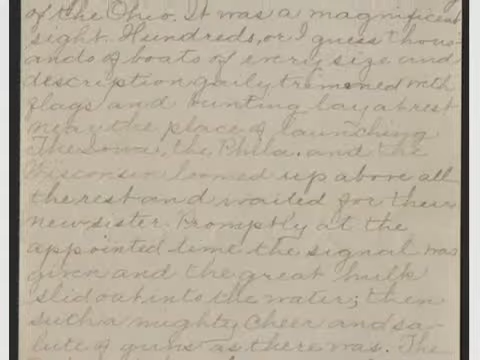 of the Ohio. It was a magnificent
sight. Hundreds, or I guess thous-
ands of boats of every size and
description gaily tremened with
flags and bunting lay at rest
near the place of launching
The Iowa, the Phila. and the
Wisconsin loomed up above all
the rest and waited for their
new sister. Promptly at the
appointed time the signal was
given and the great hulk
slid out into the water; then
such a mighty cheer and sa-
lute of guns as there was. The